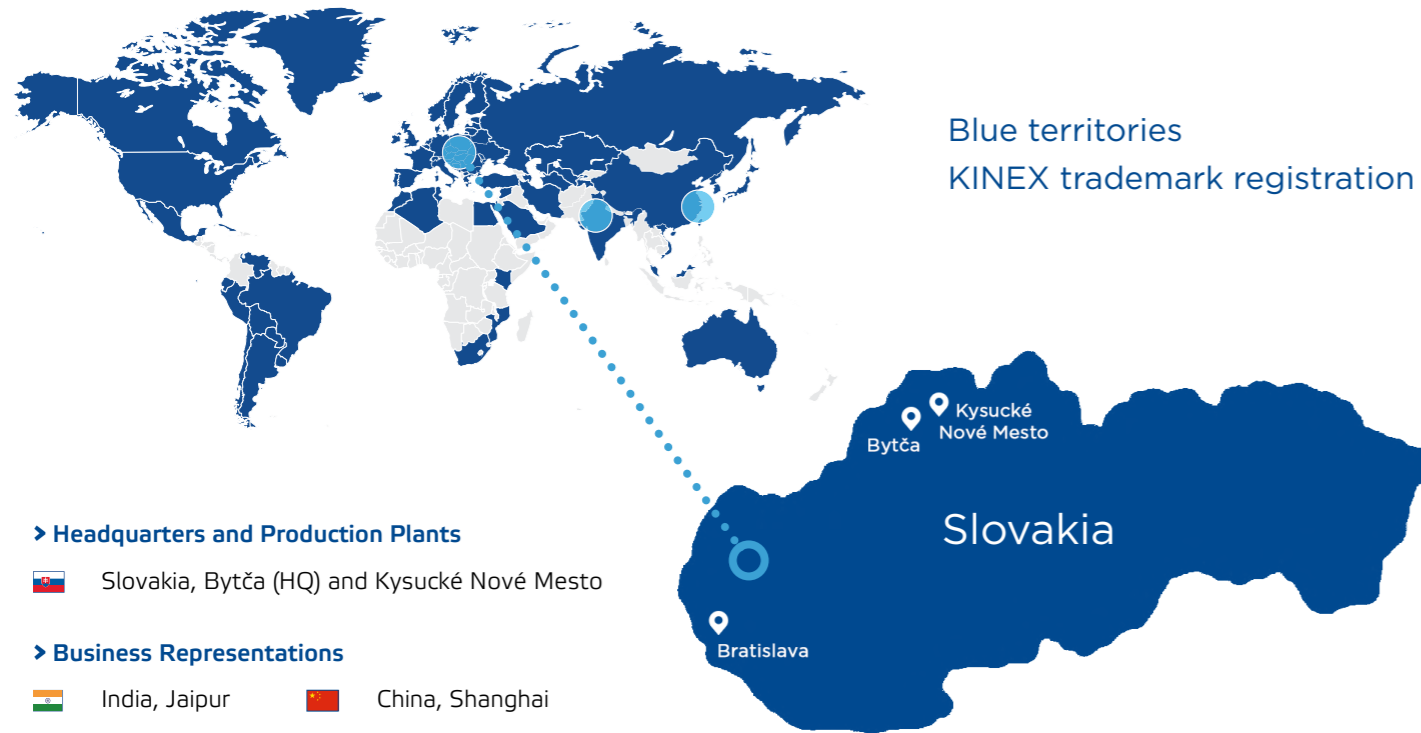 Blue territories
KINEX trademark registration
Kysucké
Nové Mesto
Bytča
Slovakia
Bratislava
> Headquarters and Production Plants
Slovakia, Bytča (HQ) and Kysucké Nové Mesto
> Business Representations
India, Jaipur
China, Shanghai